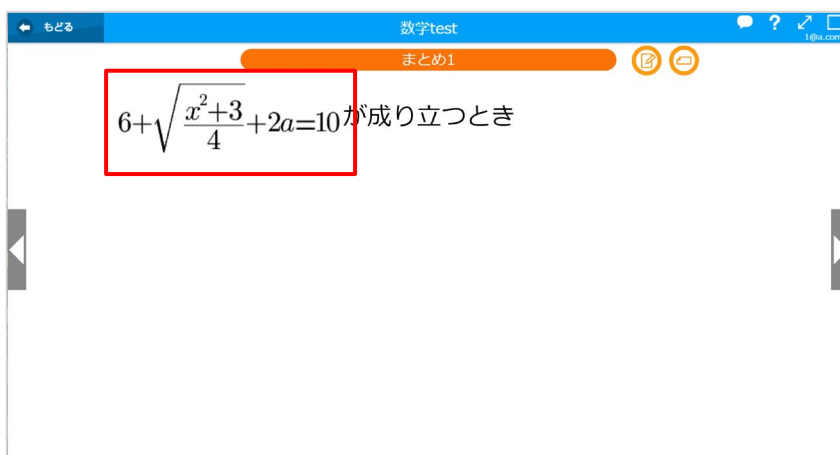 もどる
数学test
?
1@a.com
まとめ1
6+√((x²+3)/4)+2a=10が成り立つとき